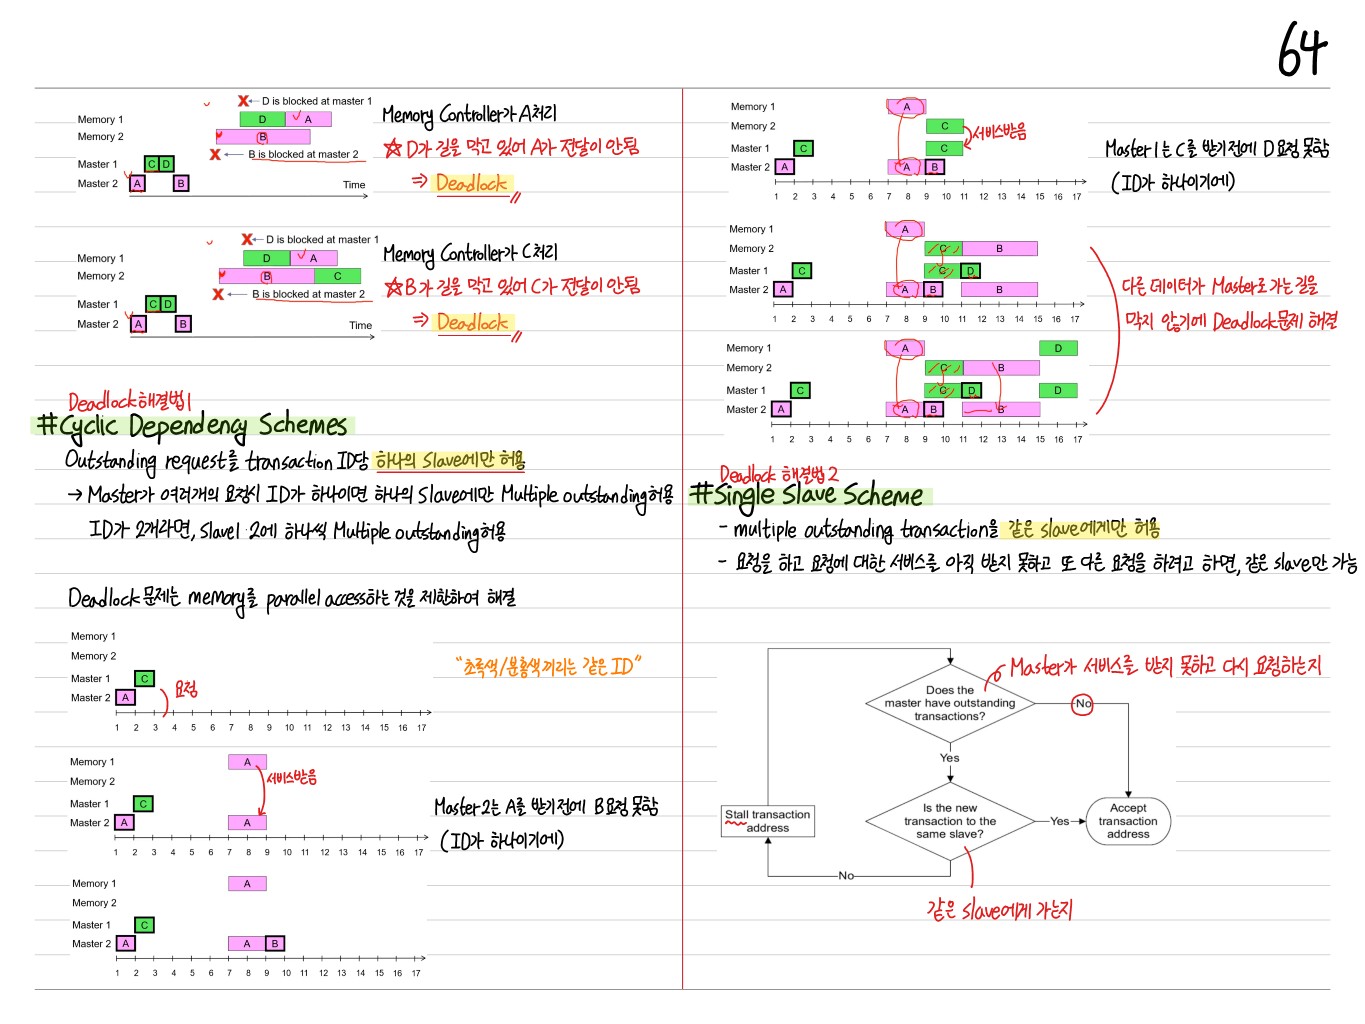 64
D is blocked at master 1
Memory 1 D A
Memory 2 B
B is blocked at master 2
Master 1 C D
Master 2 A B
Time
Memory Controller가 A처리
☆D가 길을 막고 있어 A가 전달이 안됨
⇒ Deadlock
D is blocked at master 1
Memory 1 D A
Memory 2 B C
B is blocked at master 2
Master 1 C D
Master 2 A B
Time
Memory Controller가 C처리
☆B가 길을 막고 있어 C가 전달이 안됨
⇒ Deadlock
Deadlock 해결법1
#Cyclic Dependency Schemes
Outstanding request를 transaction ID당 하나의 Slave에만 허용
→ Master가 여러개의 요청시 ID가 하나이면 하나의 Slave에만 Multiple outstanding허용
ID가 2개라면, Slave1·2에 하나씩 Multiple outstanding허용
Deadlock 문제는 memory를 parallel access하는 것을 제한하여 해결
Memory 1
Memory 2
Master 1 C
Master 2 A
요청
1 2 3 4 5 6 7 8 9 10 11 12 13 14 15 16 17
"초록색/분홍색끼리는 같은 ID"
Memory 1 A
Memory 2
서비스받음
Master 1 C
Master 2 A A
1 2 3 4 5 6 7 8 9 10 11 12 13 14 15 16 17
Master 2는 A를 받기전에 B요청 못함
(ID가 하나이기에)
Memory 1 A
Memory 2
Master 1 C
Master 2 A A B
1 2 3 4 5 6 7 8 9 10 11 12 13 14 15 16 17
Memory 1 A
Memory 2 C
서비스받음
Master 1 C C
Master 2 A A B
1 2 3 4 5 6 7 8 9 10 11 12 13 14 15 16 17
Master 1는 C를 받기전에 D요청 못함
(ID가 하나이기에)
Memory 1 A
Memory 2 C B
Master 1 C C D
Master 2 A A B B
1 2 3 4 5 6 7 8 9 10 11 12 13 14 15 16 17
다른 데이터가 Master로 가는 길을
막지 않기에 Deadlock문제 해결
Memory 1 A D
Memory 2 C B
Master 1 C C D D
Master 2 A A B B
1 2 3 4 5 6 7 8 9 10 11 12 13 14 15 16 17
Deadlock 해결법2
#Single Slave Scheme
- multiple outstanding transaction을 같은 slave에게만 허용
- 요청을 하고 요청에 대한 서비스를 아직 받지 못하고 또 다른 요청을 하려고 하면, 같은 slave만 가능
Master가 서비스를 받지 못하고 다시 요청하는지
Does the
master have outstanding
transactions?
No
Yes
Is the new
transaction to the
same slave?
Yes
Accept
transaction
address
Stall transaction
address
No
같은 slave에게 가는지